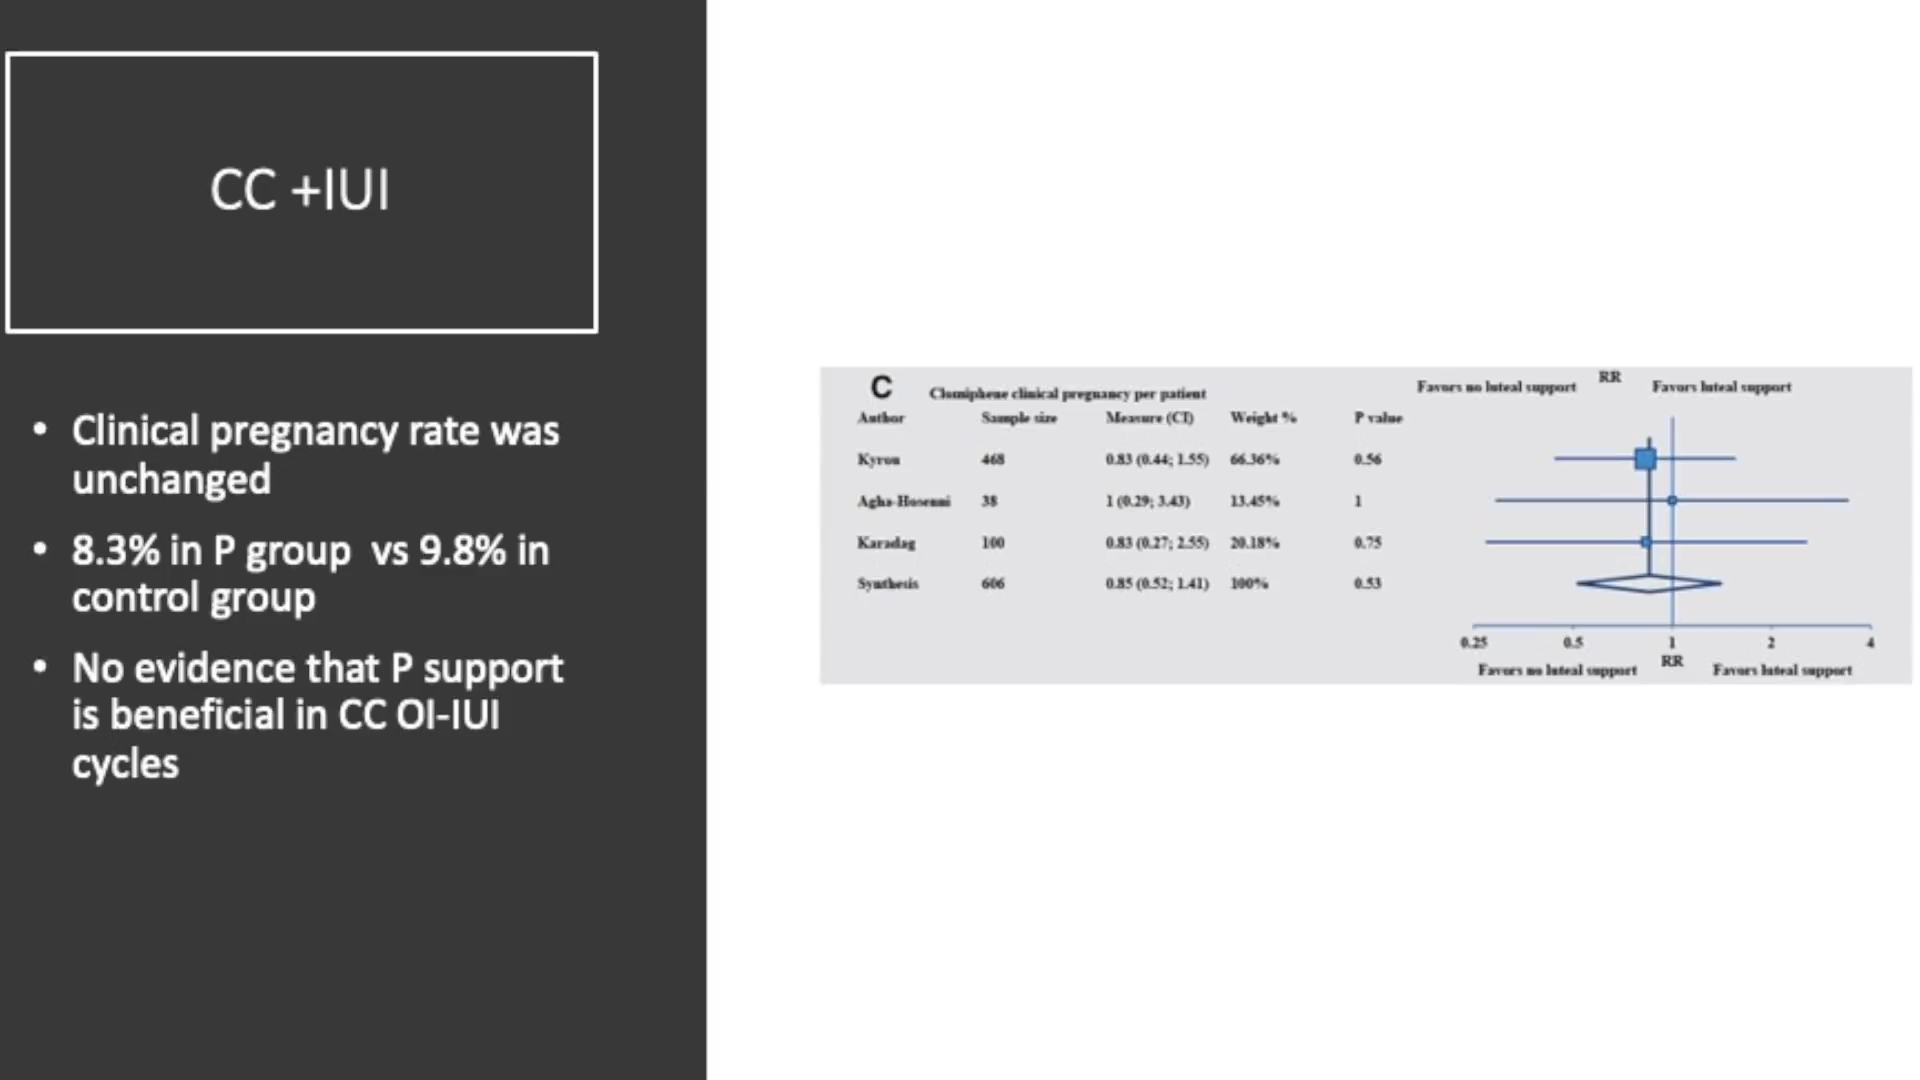 CC +IUI
• Clinical pregnancy rate was
unchanged
• 8.3% in P group vs 9.8% in
control group
• No evidence that P support
is beneficial in CC OI-IUI
cycles
C Clomiphene clinical pregnancy per patient
Favors no luteal support RR Favors luteal support
Author Sample size Measure (CI) Weight % P value
Kyrou 468 0.83 (0.44; 1.55) 66.36% 0.56
Agha-Hosseini 38 1 (0.29; 3.43) 13.45% 1
Karadag 100 0.83 (0.27; 2.55) 20.18% 0.75
Synthesis 606 0.85 (0.52; 1.41) 100% 0.53
0.25 0.5 1 2 4
Favors no luteal support RR Favors luteal support